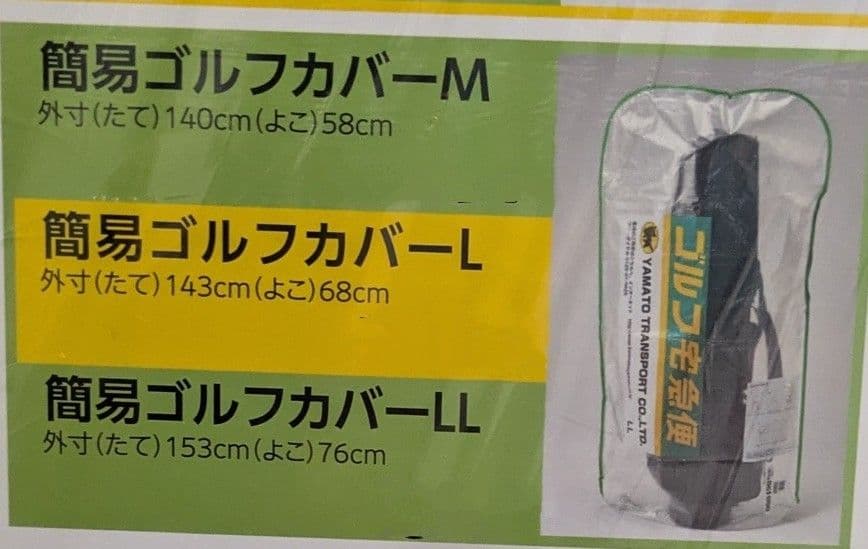 簡易ゴルフカバーM
外寸(たて)140cm(よこ)58cm
簡易ゴルフカバーL
外寸(たて)143cm(よこ)68cm
簡易ゴルフカバーLL
外寸(たて)153cm(よこ)76cm
ゴルフ宅急便
YAMATO TRANSPORT CO.,LTD.
LL